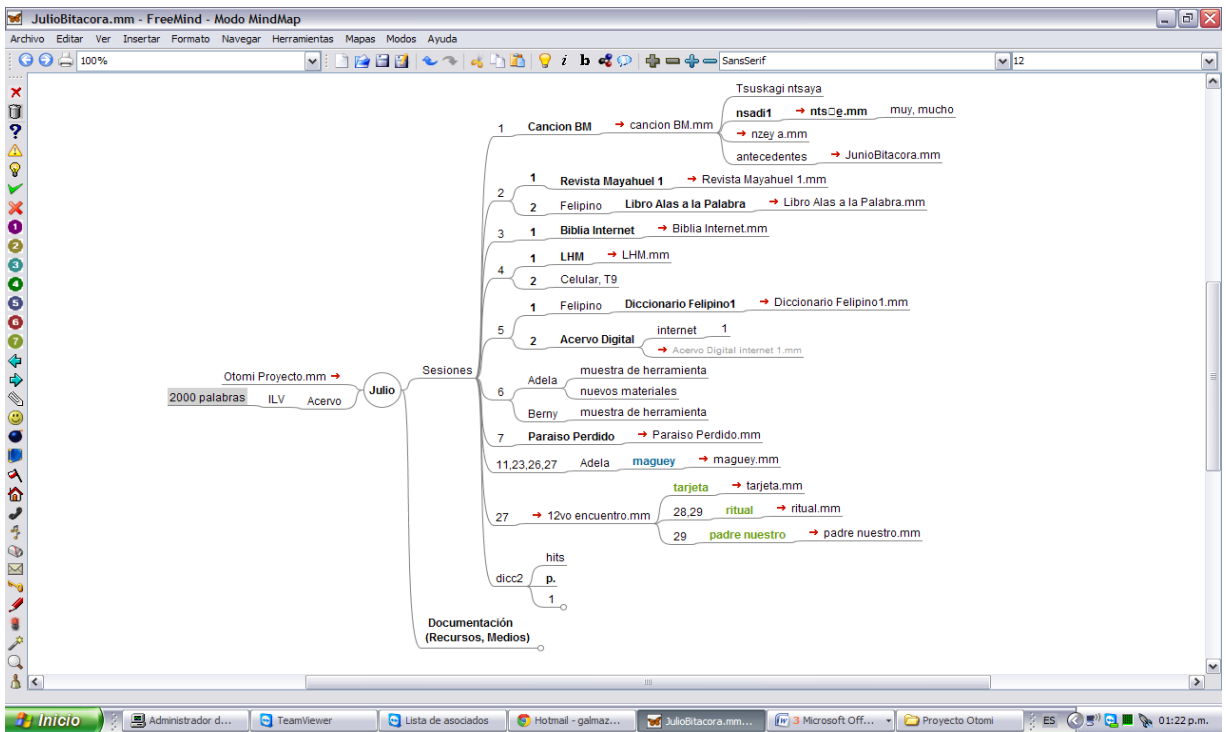 JulioBitacora.mm - FreeMind - Modo MindMap
Archivo Editar Ver Insertar Formato Navegar Herramientas Mapas Modos Ayuda
100% SansSerif 12
Tsuskagi ntsaya
1 Cancion BM cancion BM.mm
nsadi1 muy, mucho
nzey a.mm
antecedentes JunioBitacora.mm
2
1 Revista Mayahuel 1 Revista Mayahuel 1.mm
2 Felipino Libro Alas a la Palabra Libro Alas a la Palabra.mm
3 1 Biblia Internet Biblia Internet.mm
4
1 LHM LHM.mm
2 Celular, T9
5
1 Felipino Diccionario Felipino1 Diccionario Felipino1.mm
2 Acervo Digital internet 1
Acervo Digital internet 1.mm
Otomi Proyecto.mm
2000 palabras ILV Acervo
Julio
Sesiones
6
Adela muestra de herramienta
nuevos materiales
Berny muestra de herramienta
7 Paraiso Perdido Paraiso Perdido.mm
11,23,26,27 Adela maguey maguey.mm
27 12vo encuentro.mm
tarjeta tarjeta.mm
28,29 ritual ritual.mm
29 padre nuestro padre nuestro.mm
dicc2
hits
p.
1
Documentación
(Recursos, Medios)
Inicio Administrador d... TeamViewer Lista de asociados Hotmail - galmaz... JulioBitacora.mm... 3 Microsoft Off... Proyecto Otomi ES 01:22 p.m.